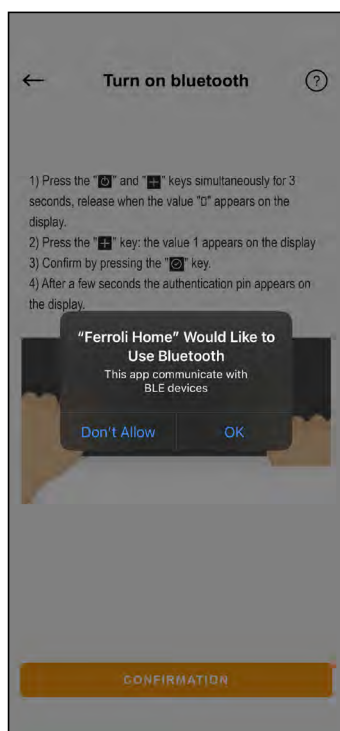 Turn on bluetooth
?
1) Press the "⏻" and "+" keys simultaneously for 3
seconds, release when the value "0" appears on the
display.
2) Press the "+" key: the value 1 appears on the display
3) Confirm by pressing the "✓" key.
4) After a few seconds the authentication pin appears on
the display.
“Ferroli Home” Would Like to
Use Bluetooth
This app communicate with
BLE devices
Don't Allow
OK
CONFIRMATION